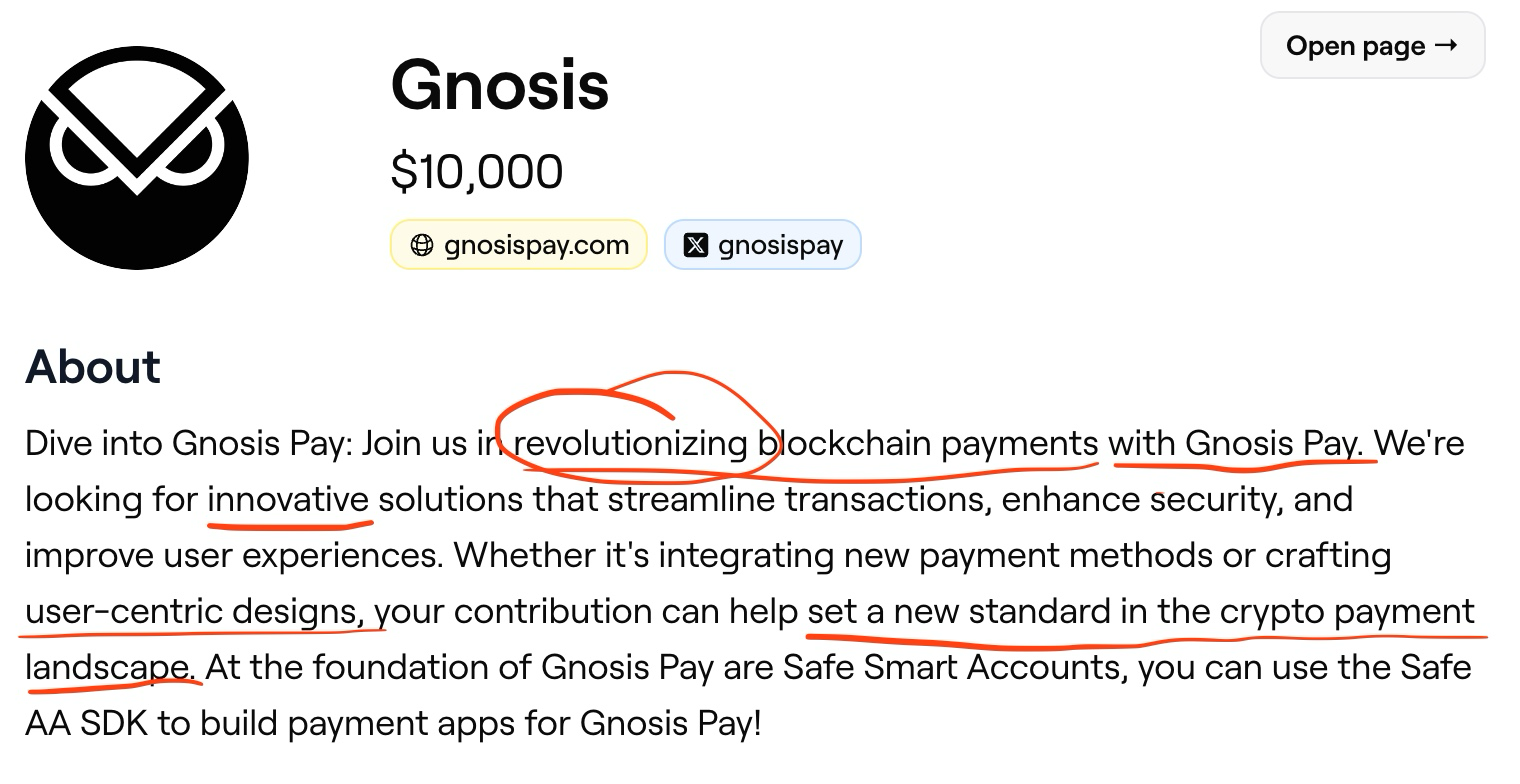 Open page →
Gnosis
$10,000
gnosispay.com
gnosispay
About
Dive into Gnosis Pay: Join us in revolutionizing blockchain payments with Gnosis Pay. We're
looking for innovative solutions that streamline transactions, enhance security, and
improve user experiences. Whether it's integrating new payment methods or crafting
user-centric designs, your contribution can help set a new standard in the crypto payment
landscape. At the foundation of Gnosis Pay are Safe Smart Accounts, you can use the Safe
AA SDK to build payment apps for Gnosis Pay!